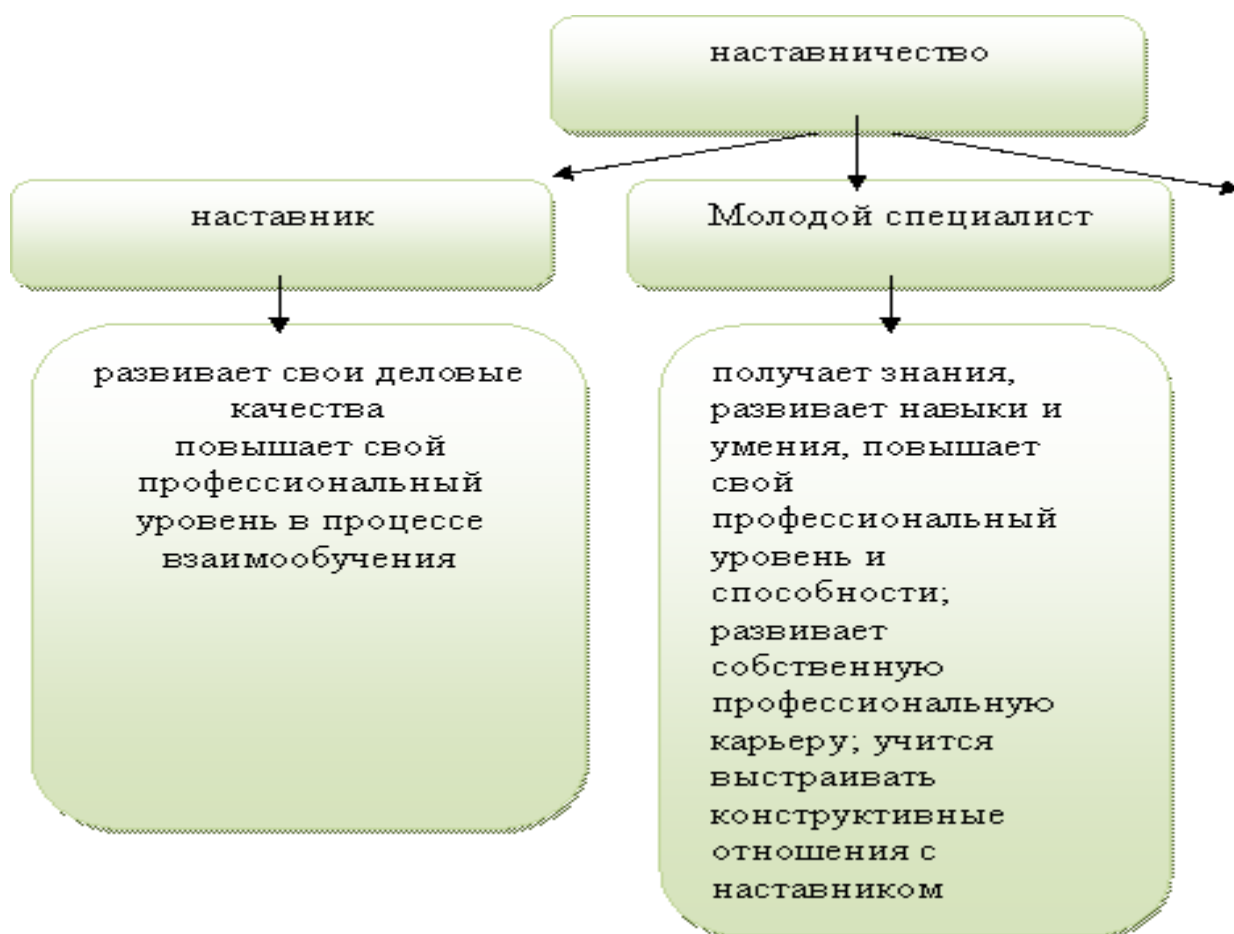 наставничество
наставник
Молодой специалист
развивает свои деловые
качества
повышает свой
профессиональный
уровень в процессе
взаимообучения
получает знания,
развивает навыки и
умения, повышает
свой
профессиональный
уровень и
способности;
развивает
собственную
профессиональную
карьеру; учится
выстраивать
конструктивные
отношения с
наставником